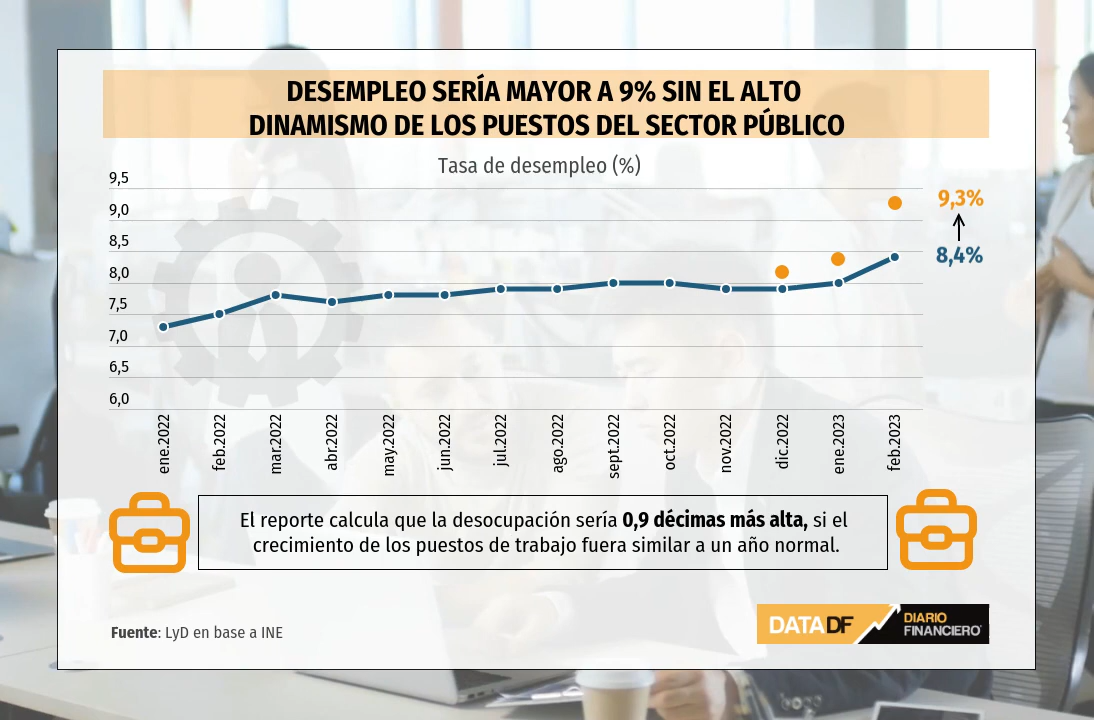 DESEMPLEO SERÍA MAYOR A 9% SIN EL ALTO
DINAMISMO DE LOS PUESTOS DEL SECTOR PÚBLICO
Tasa de desempleo (%)
9,5
9,0
8,5
8,0
7,5
7,0
6,5
6,0
9,3%
8,4%
ene.2022
feb.2022
mar.2022
abr.2022
may.2022
jun.2022
jul.2022
ago.2022
sept.2022
oct.2022
nov.2022
dic.2022
ene.2023
feb.2023
El reporte calcula que la desocupación sería 0,9 décimas más alta, si el
crecimiento de los puestos de trabajo fuera similar a un año normal.
Fuente: LyD en base a INE
DATA DF
DIARIO
FINANCIERO